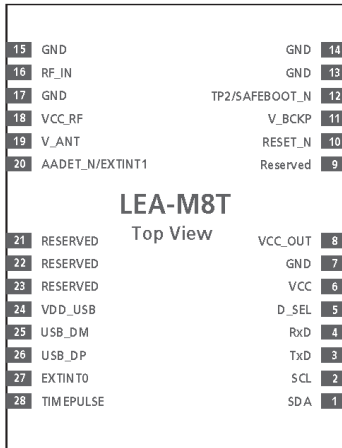 15 GND GND 14
16 RF_IN GND 13
17 GND TP2/SAFEBOOT_N 12
18 VCC_RF V_BCKP 11
19 V_ANT RESET_N 10
20 AADET_N/EXTINT1 Reserved 9
LEA-M8T
Top View
21 RESERVED VCC_OUT 8
22 RESERVED GND 7
23 RESERVED VCC 6
24 VDD_USB D_SEL 5
25 USB_DM RxD 4
26 USB_DP TxD 3
27 EXTINT0 SCL 2
28 TIMEPULSE SDA 1